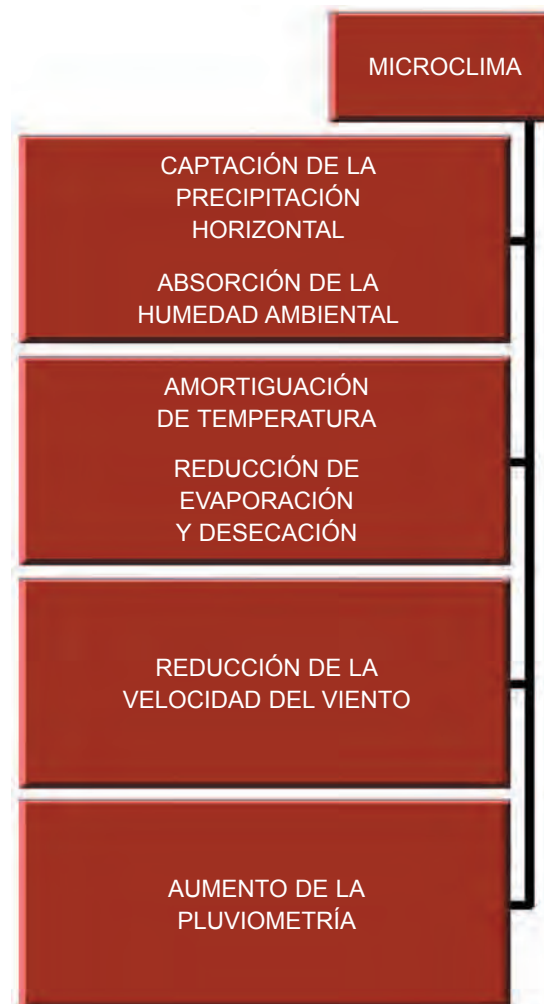 MICROCLIMA
CAPTACIÓN DE LA
PRECIPITACIÓN
HORIZONTAL
ABSORCIÓN DE LA
HUMEDAD AMBIENTAL
AMORTIGUACIÓN
DE TEMPERATURA
REDUCCIÓN DE
EVAPORACIÓN
Y DESECACIÓN
REDUCCIÓN DE LA
VELOCIDAD DEL VIENTO
AUMENTO DE LA
PLUVIOMETRÍA